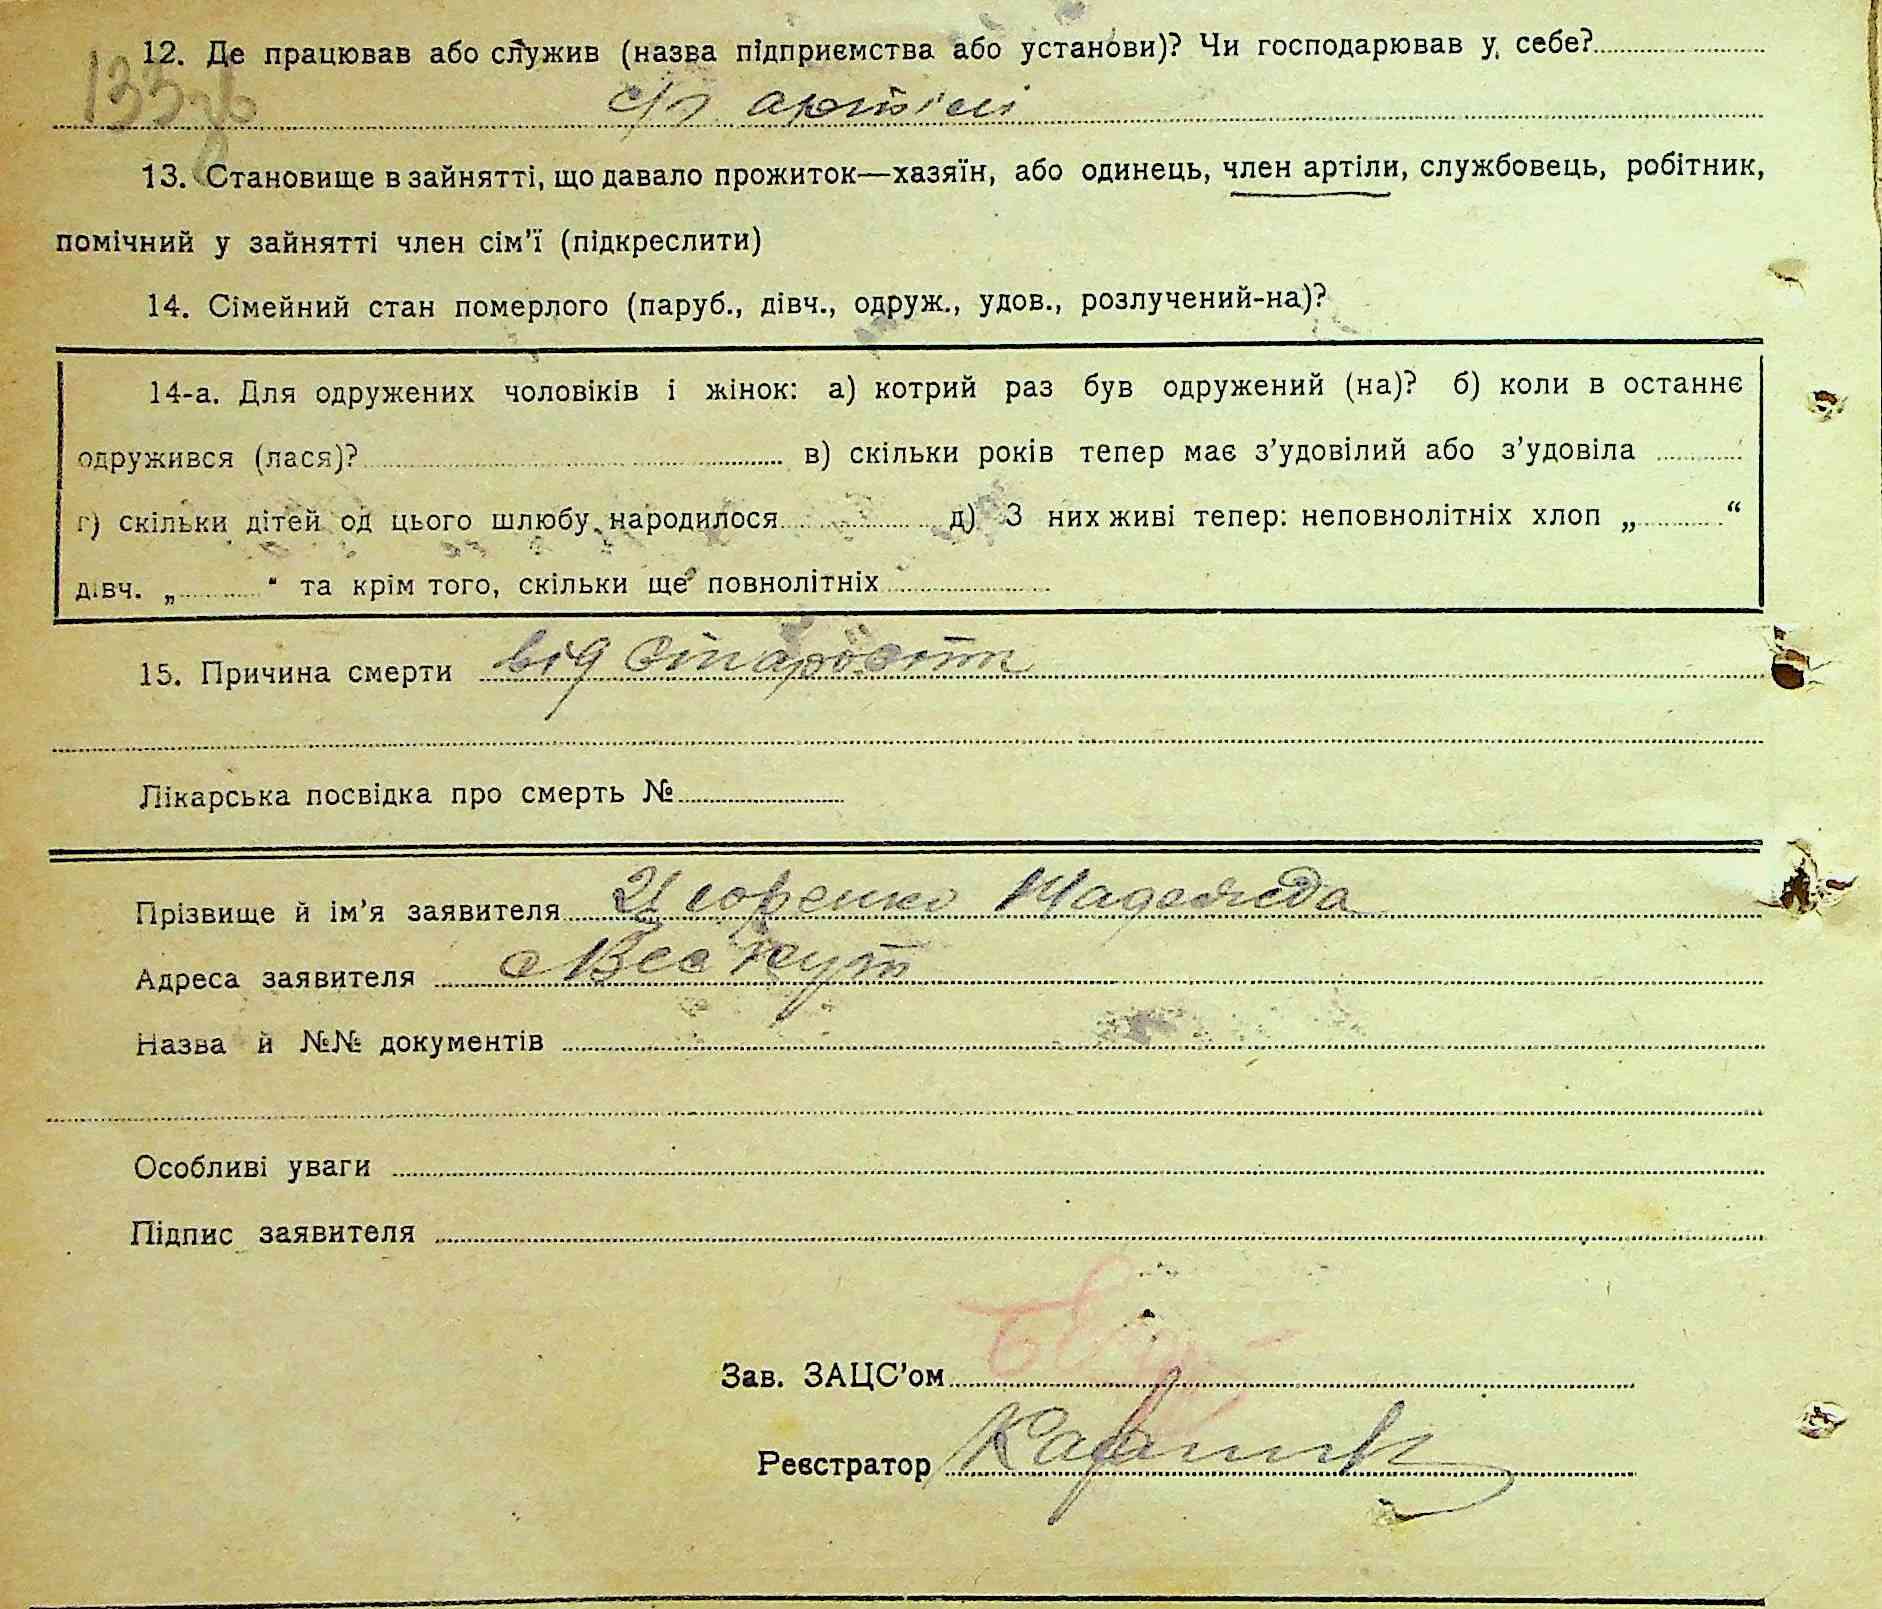 12. Де працював або служив (назва підприємства або установи)? Чи господарював у себе?
133 зв
с/г артілі
13. Становище в зайнятті, що давало прожиток—хазяїн, або одинець, член артіли, службовець, робітник,
помічний у зайнятті член сім'ї (підкреслити)
14. Сімейний стан померлого (паруб., дівч., одруж., удов., розлучений-на)?
14-а. Для одружених чоловіків і жінок: а) котрий раз був одружений (на)? б) коли в останнє
одружився (лася)? в) скільки років тепер має з'удовілий або з'удовіла
г) скільки дітей од цього шлюбу народилося д) З них живі тепер: неповнолітніх хлоп „ “
дівч. „ “ та крім того, скільки ще повнолітніх
15. Причина смерти від старости
Лікарська посвідка про смерть №
Прізвище й ім'я заявителя Надежда
Адреса заявителя с Вес Кут
Назва й №№ документів
Особливі уваги
Підпис заявителя
Зав. ЗАЦС'ом
Реєстратор